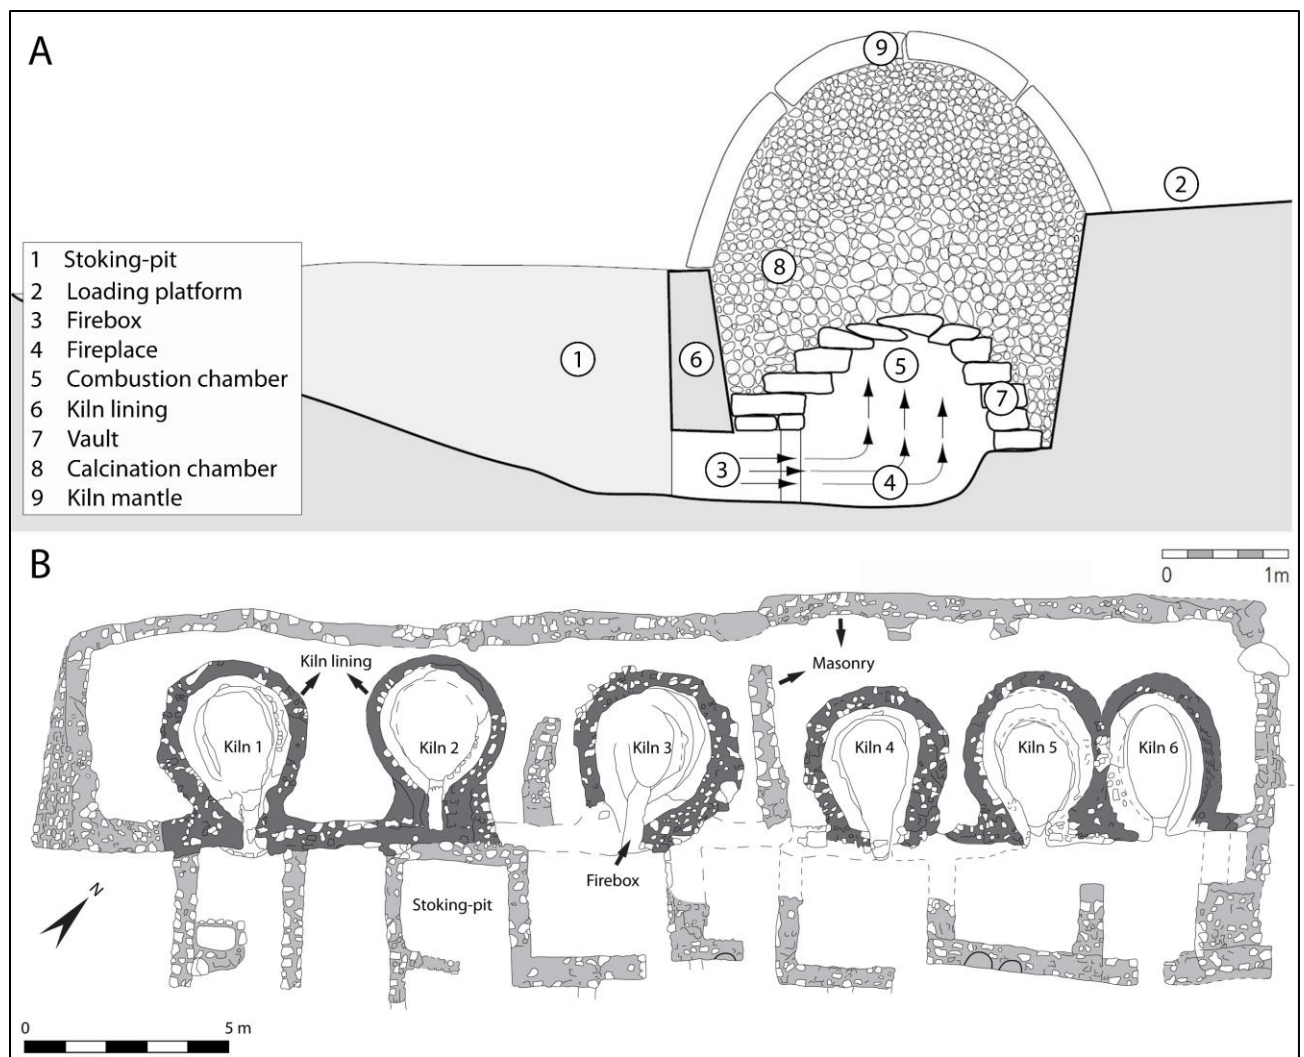 A
9
2
8
1 Stoking-pit
2 Loading platform
3 Firebox
4 Fireplace
5 Combustion chamber
6 Kiln lining
7 Vault
8 Calcination chamber
9 Kiln mantle
1
6
5
7
3
4
B
0 1m
Kiln lining
Masonry
Kiln 1
Kiln 2
Kiln 3
Kiln 4
Kiln 5
Kiln 6
Firebox
N
Stoking-pit
0 5 m